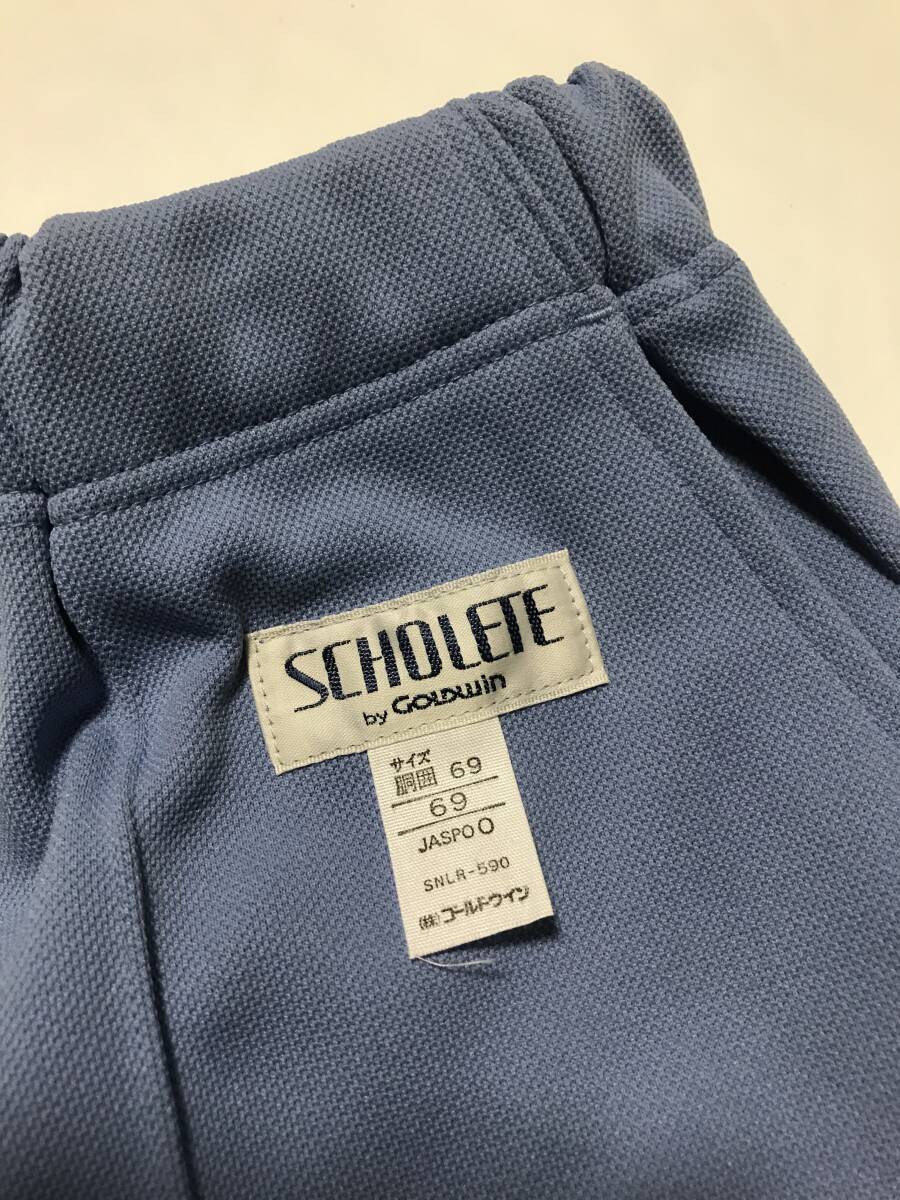 SCHOLETE
by GOLDWIN
サイズ
胴囲 69
69
JASPO O
SNLR-590
(株)ゴールドウイン